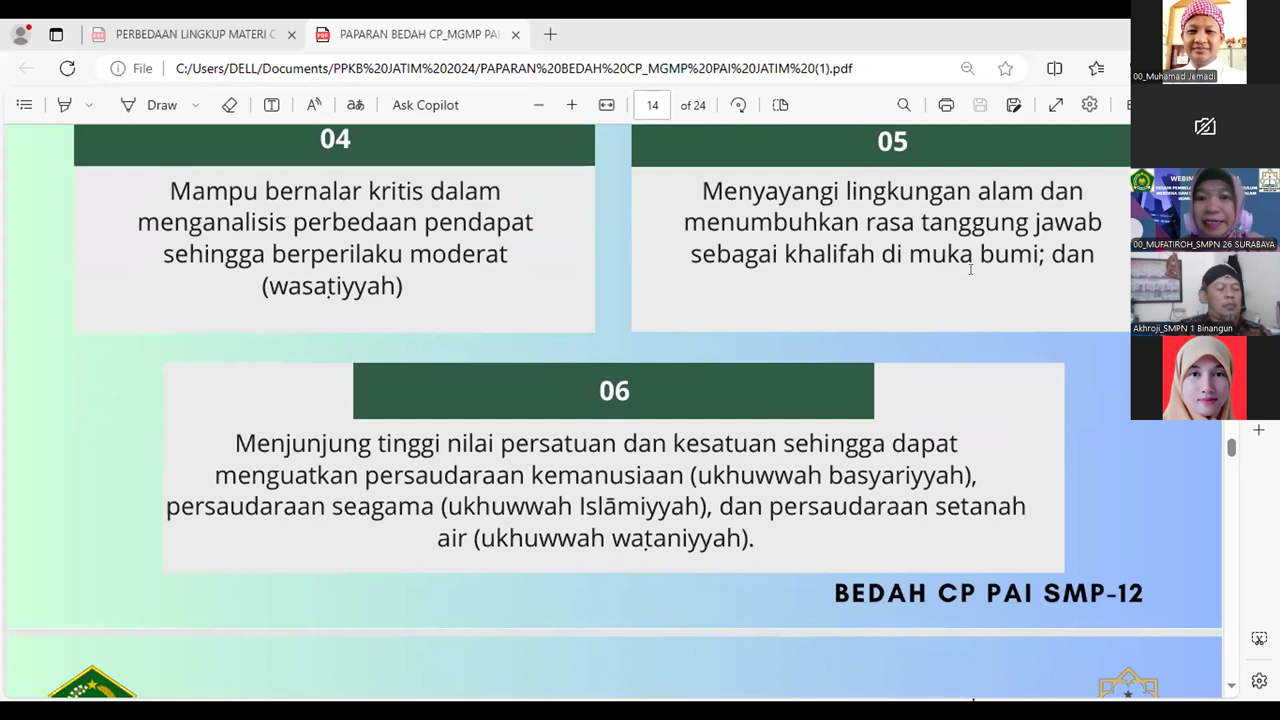 PERBEDAAN LINGKUP MATERI C
PAPARAN BEDAH CP_MGMP PAI
File
C:/Users/DELL/Documents/PPKB%20JATIM%202024/PAPARAN%20BEDAH%20CP_MGMP%20PAI%20JATIM%20(1).pdf
Draw
Ask Copilot
14 of 24
04
Mampu bernalar kritis dalam
menganalisis perbedaan pendapat
sehingga berperilaku moderat
(wasaṭiyyah)
05
Menyayangi lingkungan alam dan
menumbuhkan rasa tanggung jawab
sebagai khalifah di muka bumi; dan
06
Menjunjung tinggi nilai persatuan dan kesatuan sehingga dapat
menguatkan persaudaraan kemanusiaan (ukhuwwah basyariyyah),
persaudaraan seagama (ukhuwwah Islāmiyyah), dan persaudaraan setanah
air (ukhuwwah waṭaniyyah).
BEDAH CP PAI SMP-12
00_Muhamad Jemadi
WEBIN
00_MUFATIROH_SMPN 26 SURABAYA
Akhroji_SMPN 1 Binangun